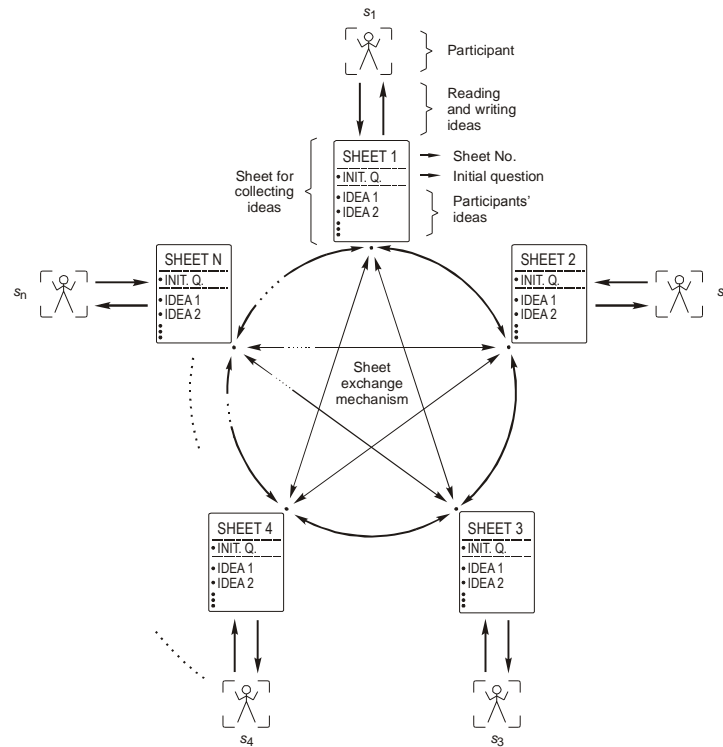 s1
Participant
Reading
and writing
ideas
SHEET 1
• INIT. Q.
• IDEA 1
• IDEA 2
Sheet No.
Initial question
Participants'
ideas
Sheet for
collecting
ideas
SHEET N
• INIT. Q.
• IDEA 1
• IDEA 2
sn
SHEET 2
• INIT. Q.
• IDEA 1
• IDEA 2
s
Sheet
exchange
mechanism
SHEET 4
• INIT. Q.
• IDEA 1
• IDEA 2
SHEET 3
• INIT. Q.
• IDEA 1
• IDEA 2
s4
s3